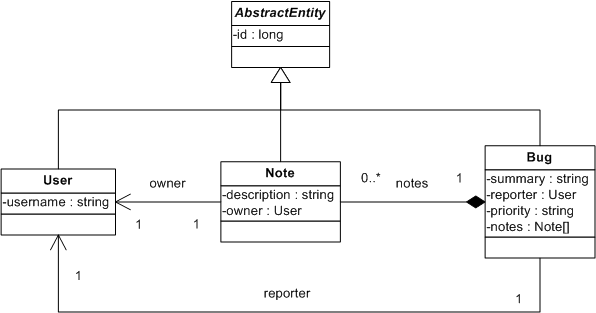 AbstractEntity
-id : long
User
-username : string
owner
1
1
Note
-description : string
-owner : User
0..*
notes
1
Bug
-summary : string
-reporter : User
-priority : string
-notes : Note[]
1
reporter
1